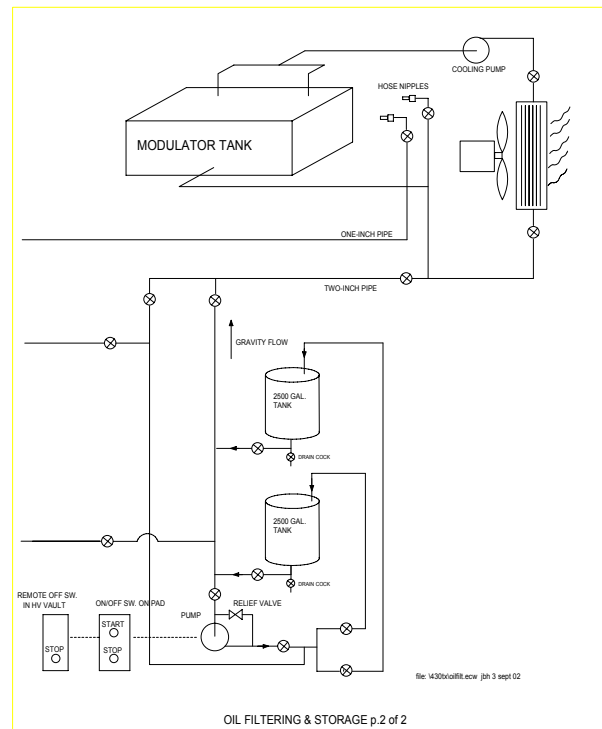 COOLING PUMP
HOSE NIPPLES
MODULATOR TANK
ONE-INCH PIPE
TWO-INCH PIPE
GRAVITY FLOW
2500 GAL.
TANK
DRAIN COCK
2500 GAL.
TANK
DRAIN COCK
REMOTE OFF SW.
IN HV VAULT
ON/OFF SW. ON PAD
PUMP
RELIEF VALVE
START
STOP
STOP
file: \430tx\oilfilt.ecw jbh 3 sept 02
OIL FILTERING & STORAGE p.2 of 2